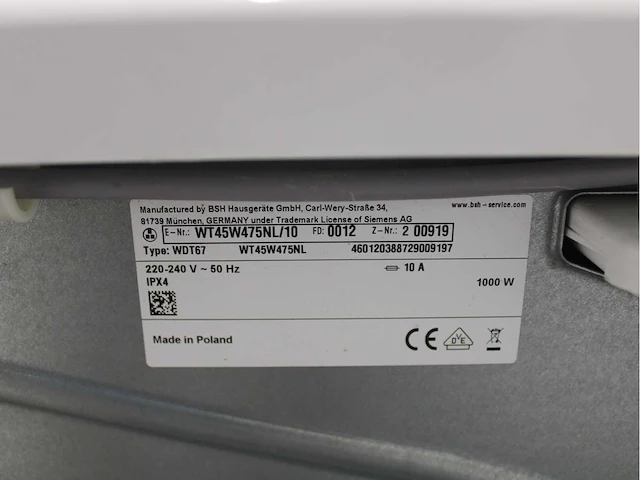 Manufactured by BSH Hausgeräte GmbH, Carl-Wery-Straße 34,
81739 München, GERMANY under Trademark License of Siemens AG
www.bsh-service.com
E-Nr.: WT45W475NL/10 FD: 0012 Z-Nr.: 2 00919
Type: WDT67 WT45W475NL 460120388729009197
220-240 V ~ 50 Hz 10 A
IPX4 1000 W
Made in Poland CE DVE